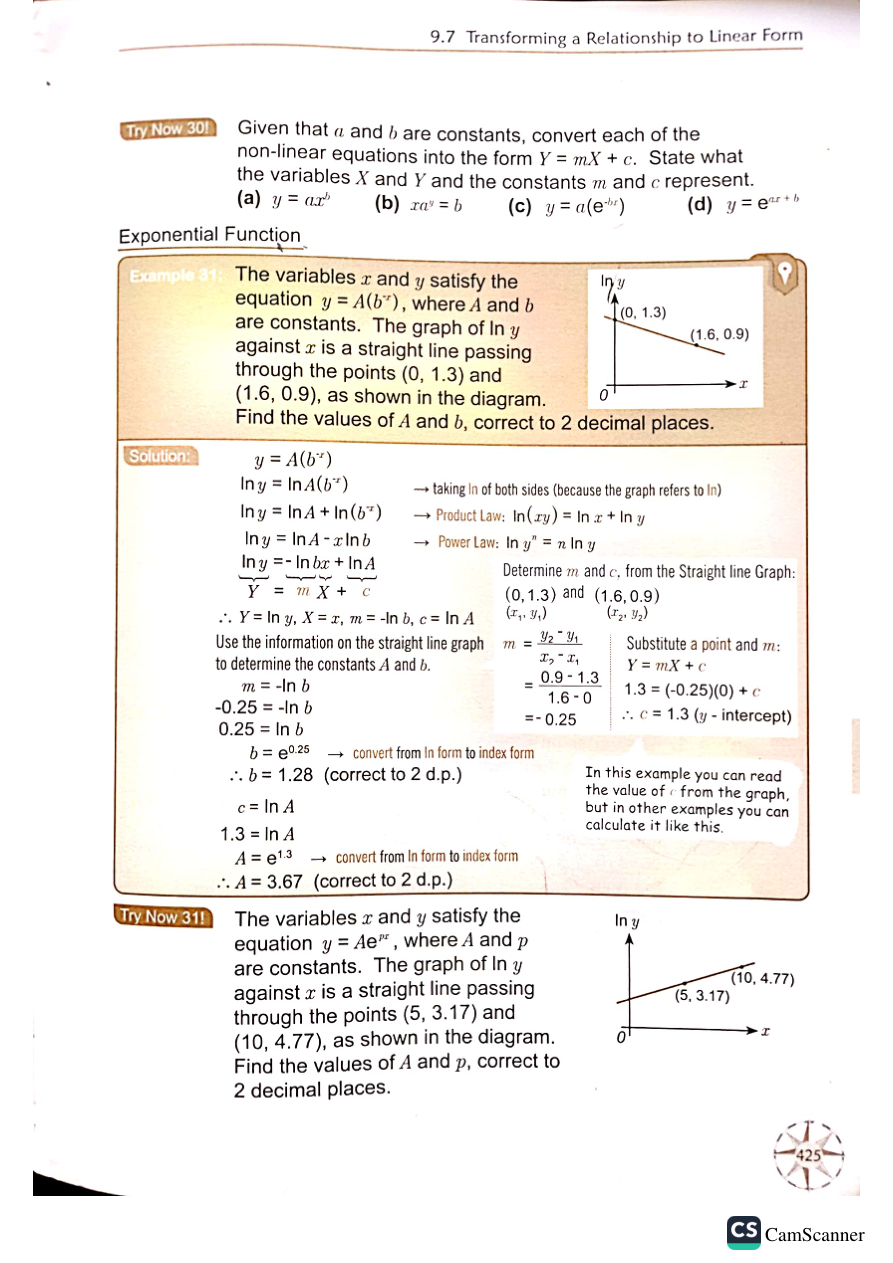 9.7 Transforming a Relationship to Linear Form
Try Now 30!
Given that a and b are constants, convert each of the
non-linear equations into the form Y = mX + c. State what
the variables X and Y and the constants m and c represent.
(a) y = ax^b (b) xa^y = b (c) y = a(e^-bx) (d) y = e^ax + b
Exponential Function
Example 31:
The variables x and y satisfy the
equation y = A(b^-x), where A and b
are constants. The graph of ln y
against x is a straight line passing
through the points (0, 1.3) and
(1.6, 0.9), as shown in the diagram.
Find the values of A and b, correct to 2 decimal places.
ln y
(0, 1.3)
(1.6, 0.9)
0
x
Solution:
y = A(b^-x)
ln y = ln A(b^-x) → taking ln of both sides (because the graph refers to ln)
ln y = ln A + ln(b^-x) → Product Law: ln(xy) = ln x + ln y
ln y = ln A - x ln b → Power Law: ln y^n = n ln y
ln y = - ln bx + ln A
Y = m X + c
∴ Y = ln y, X = x, m = -ln b, c = ln A
Use the information on the straight line graph
to determine the constants A and b.
m = -ln b
-0.25 = -ln b
0.25 = ln b
b = e^0.25 → convert from ln form to index form
∴ b = 1.28 (correct to 2 d.p.)
c = ln A
1.3 = ln A
A = e^1.3 → convert from ln form to index form
∴ A = 3.67 (correct to 2 d.p.)
Determine m and c, from the Straight line Graph:
(0,1.3) and (1.6,0.9)
(x₁, y₁) (x₂, y₂)
m = y₂ - y₁ / x₂ - x₁
= 0.9 - 1.3 / 1.6 - 0
= - 0.25
Substitute a point and m:
Y = mX + c
1.3 = (-0.25)(0) + c
∴ c = 1.3 (y - intercept)
In this example you can read
the value of c from the graph,
but in other examples you can
calculate it like this.
Try Now 31!
The variables x and y satisfy the
equation y = Ae^px, where A and p
are constants. The graph of ln y
against x is a straight line passing
through the points (5, 3.17) and
(10, 4.77), as shown in the diagram.
Find the values of A and p, correct to
2 decimal places.
ln y
(10, 4.77)
(5, 3.17)
0
x
425
CS CamScanner